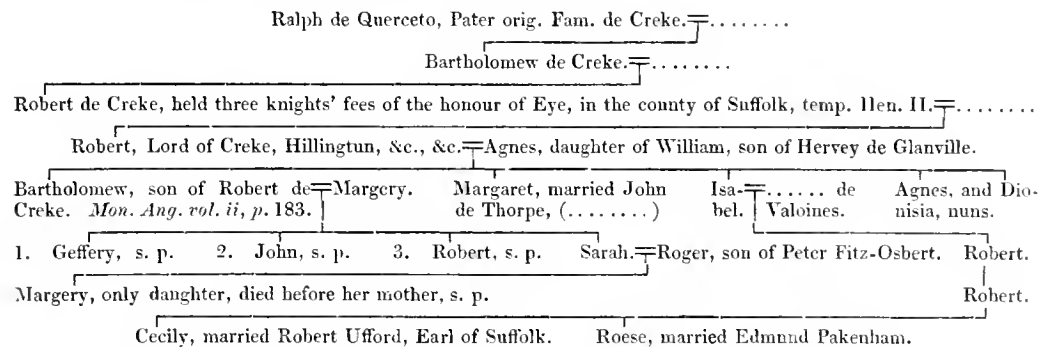 Ralph de Querceto, Pater orig. Fam. de Creke.=........
Bartholomew de Creke.=........
Robert de Creke, held three knights' fees of the honour of Eye, in the county of Suffolk, temp. Hen. II.=........
Robert, Lord of Creke, Hillingtun, &c., &c.=Agnes, daughter of William, son of Hervey de Glanville.
Bartholomew, son of Robert de=Margery. Margaret, married John Isa-=...... de Agnes, and Dio-
Creke. Mon. Ang. vol. ii, p. 183. de Thorpe, (........) bel. Valoines. nisia, nuns.
1. Geffery, s. p. 2. John, s. p. 3. Robert, s. p. Sarah.=Roger, son of Peter Fitz-Osbert. Robert.
Margery, only daughter, died before her mother, s. p. Robert.
Cecily, married Robert Ufford, Earl of Suffolk. Roese, married Edmund Pakenham.